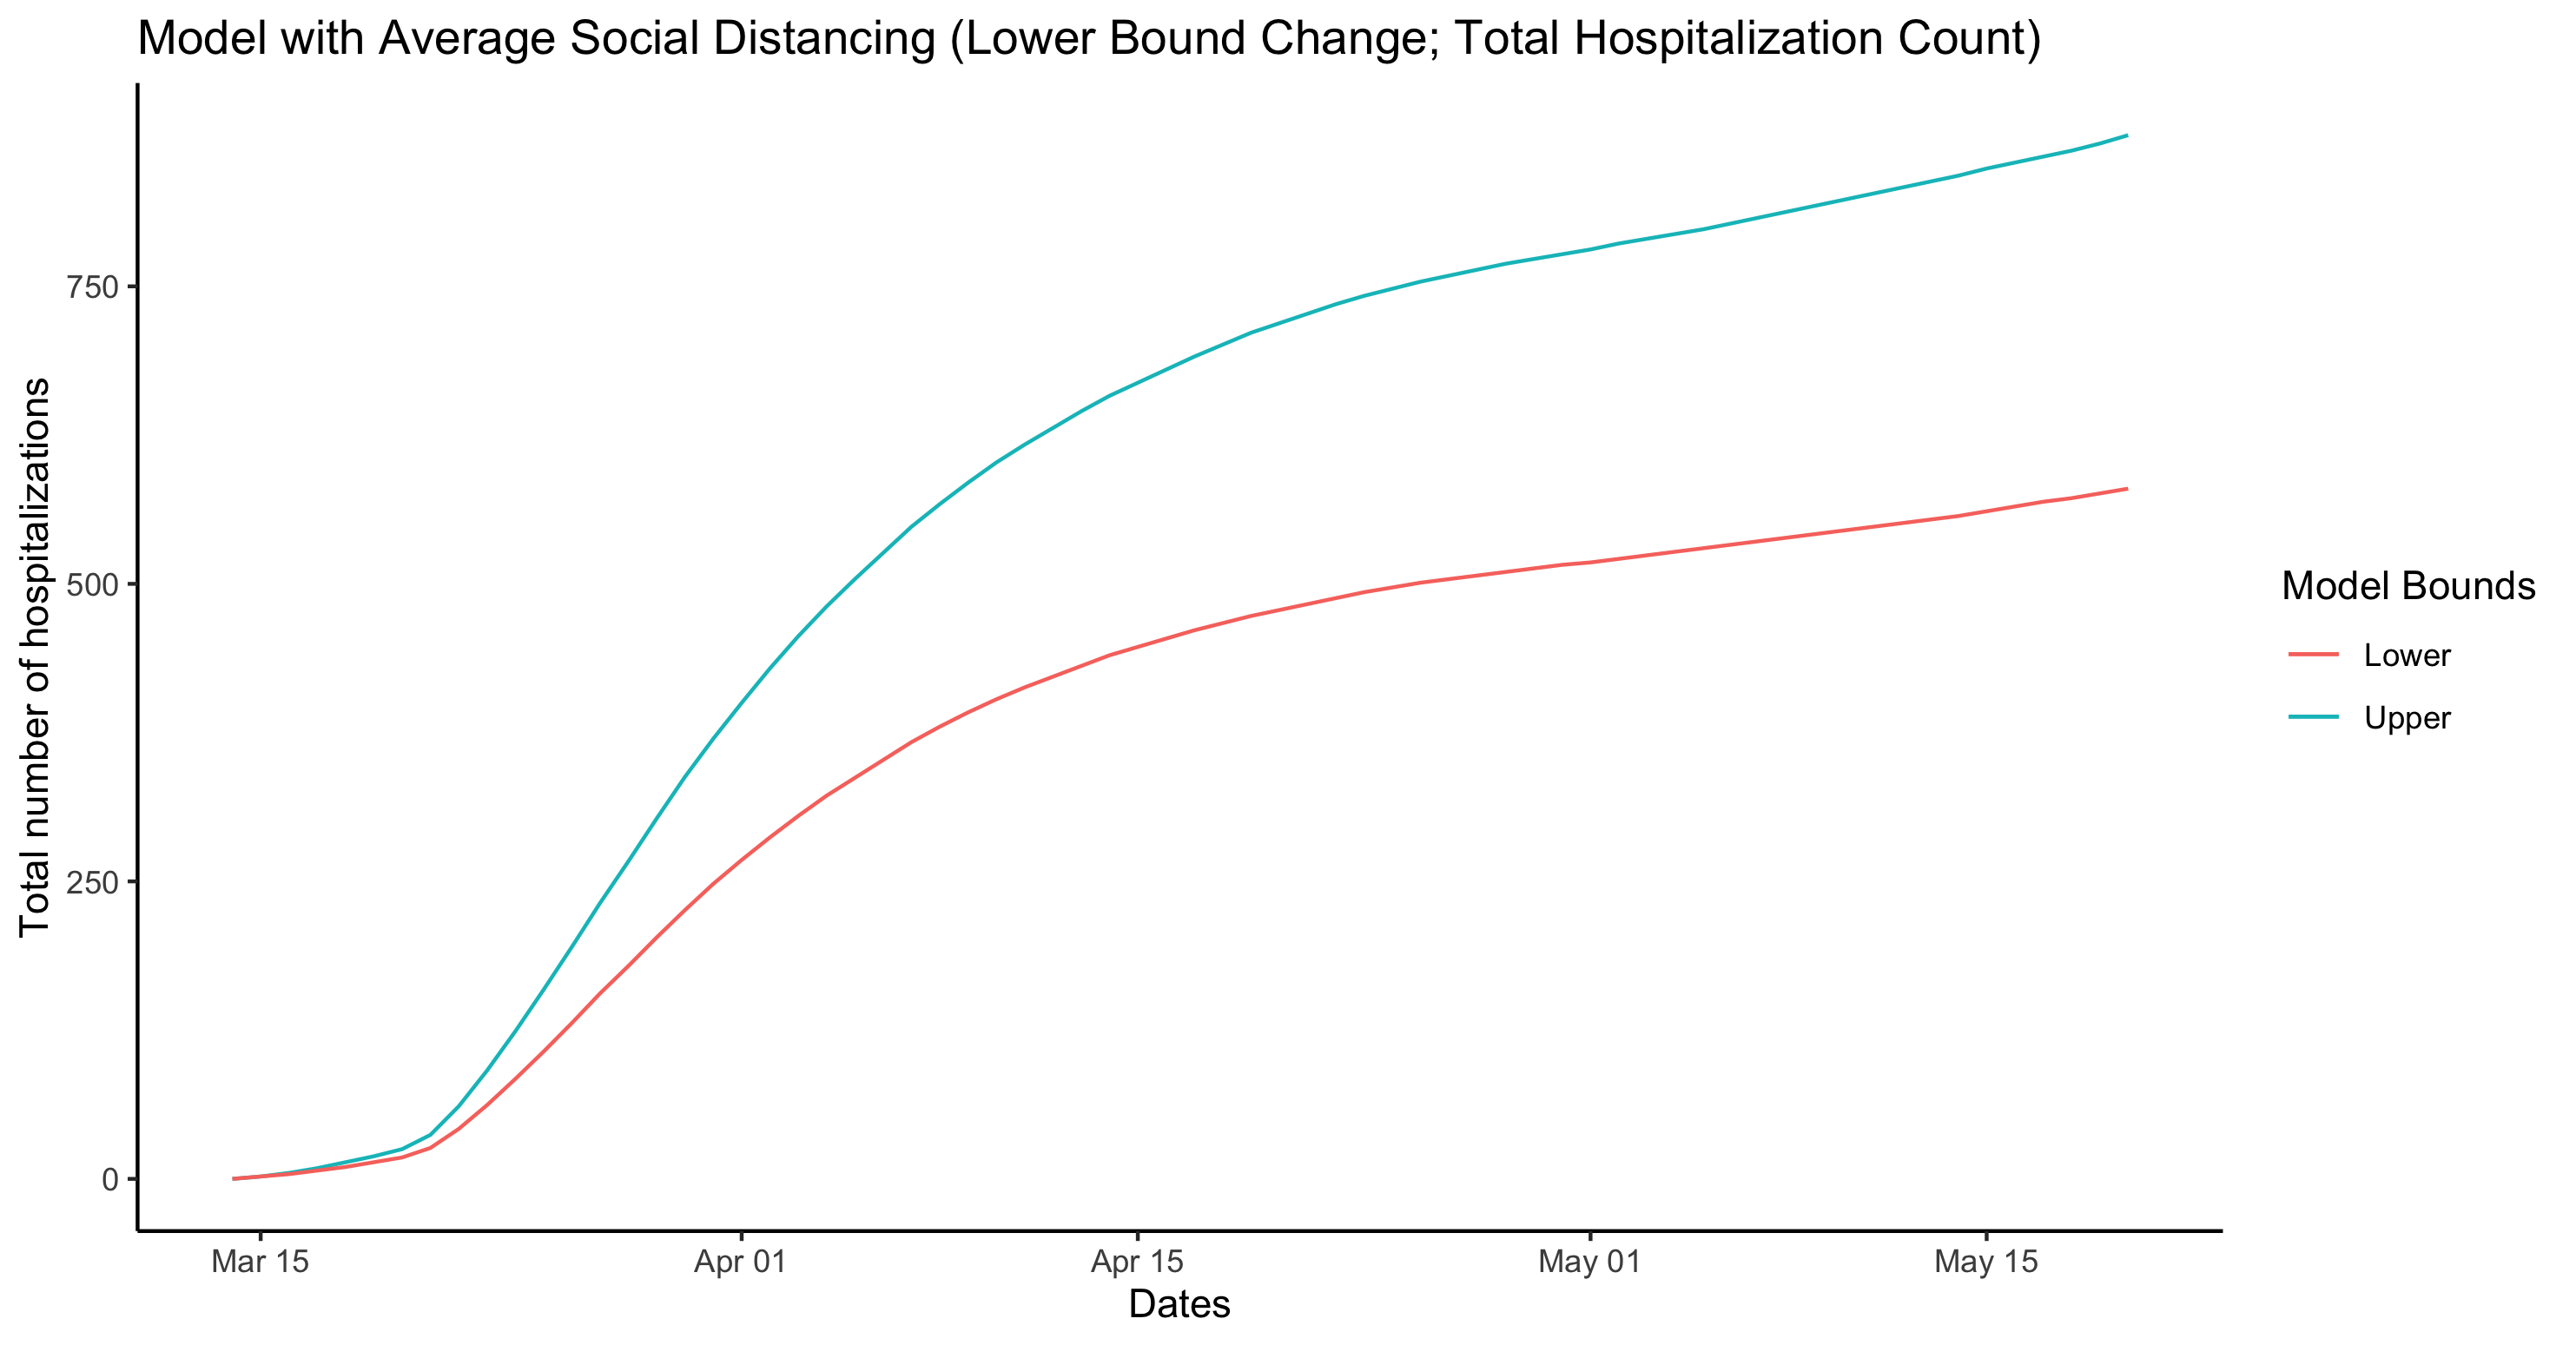 Model with Average Social Distancing (Lower Bound Change; Total Hospitalization Count)
Total number of hospitalizations
750
500
250
0
Mar 15
Apr 01
Apr 15
May 01
May 15
Dates
Model Bounds
Lower
Upper